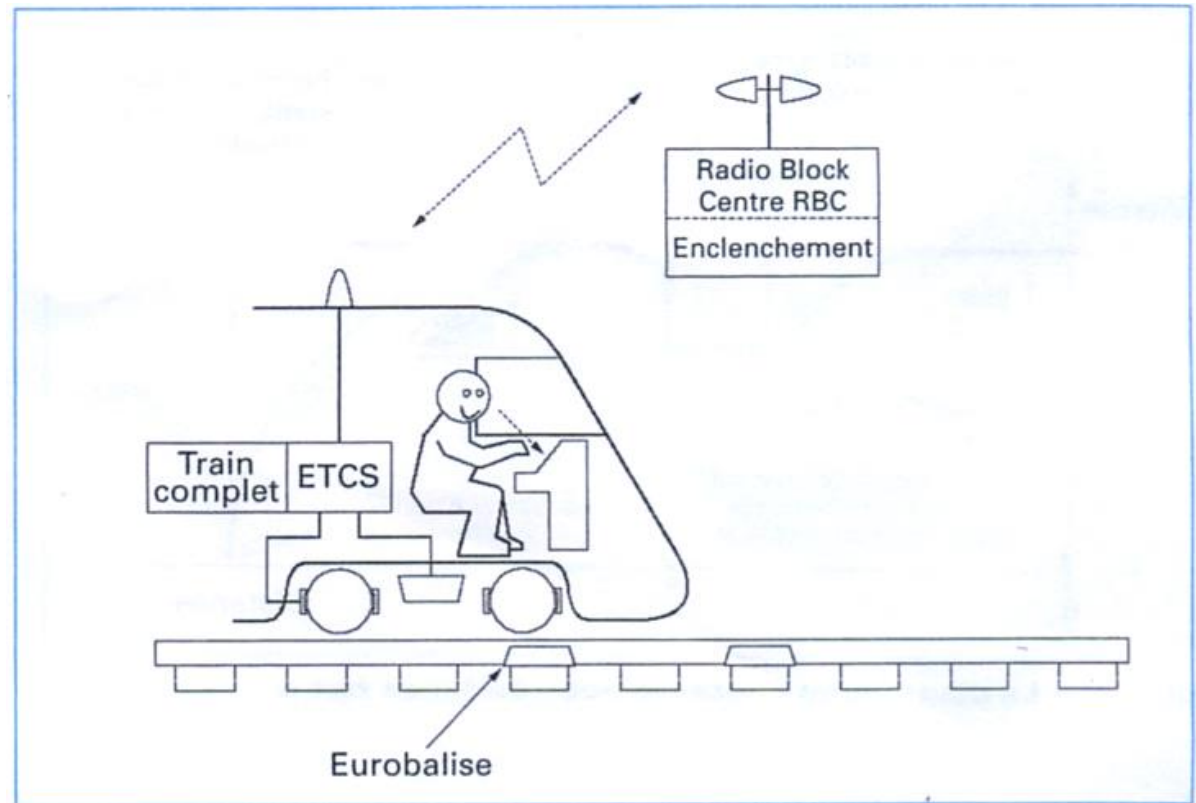 Radio Block
Centre RBC
Enclenchement
Train
complet
ETCS
Eurobalise